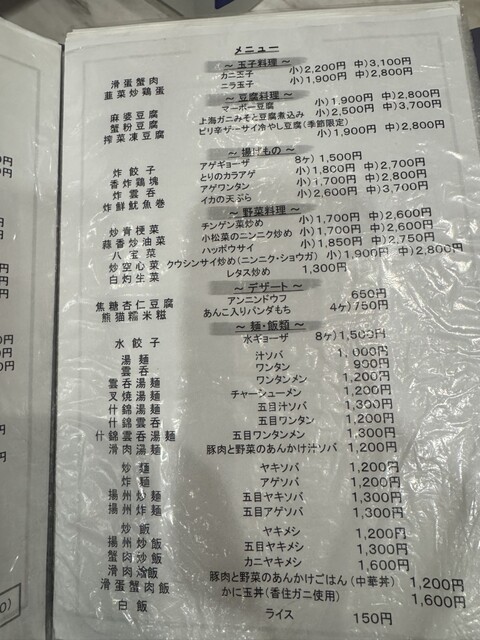 メニュー
～ 玉子料理 ～
滑蛋蟹肉 カニ玉子 小)2,200円 中)3,100円
韮菜炒鶏蛋 ニラ玉子 小)1,900円 中)2,800円
～ 豆腐料理 ～
麻婆豆腐 マーボー豆腐 小)1,900円 中)2,800円
蟹粉豆腐 上海ガニみそと豆腐煮込み 小)2,500円 中)3,700円
搾菜凍豆腐 ピリ辛ザーサイ冷やし豆腐(季節限定) 小)1,900円 中)2,800円
～ 揚げもの ～
炸餃子 アゲギョーザ 8ヶ)1,500円
香炸鶏塊 とりのカラアゲ 小)1,800円 中)2,700円
炸雲呑 アゲワンタン 小)1,700円 中)2,800円
炸鮮魷魚巻 イカの天ぷら 小)2,600円 中)3,700円
～ 野菜料理 ～
炒青梗菜 チンゲン菜炒め 小)1,700円 中)2,600円
蒜香炒油菜 小松菜のニンニク炒め 小)1,700円 中)2,600円
八宝菜 ハッポウサイ 小)1,850円 中)2,750円
炒空心菜 クウシンサイ炒め(ニンニク・ショウガ) 小)1,900円 中)2,800円
白灼生菜 レタス炒め 1,300円
～ デザート ～
焦糖杏仁豆腐 アンニンドウフ 650円
熊猫糯米糍 あんこ入りパンダもち 4ヶ)750円
～ 麺・飯類 ～
水餃子 水ギョーザ 8ヶ)1,500円
湯麺 汁ソバ 1,000円
雲呑 ワンタン 900円
雲呑湯麺 ワンタンメン 1,200円
叉焼湯麺 チャーシューメン 1,200円
什錦湯麺 五目汁ソバ 1,300円
什錦雲呑 五目ワンタン 1,200円
什錦雲呑湯麺 五目ワンタンメン 1,300円
滑肉湯麺 豚肉と野菜のあんかけ汁ソバ 1,200円
炒麺 ヤキソバ 1,200円
炸麺 アゲソバ 1,200円
揚州炒麺 五目ヤキソバ 1,300円
揚州炸麺 五目アゲソバ 1,300円
炒飯 ヤキメシ 1,200円
揚州炒飯 五目ヤキメシ 1,300円
蟹肉炒飯 カニヤキメシ 1,600円
滑肉烩飯 豚肉と野菜のあんかけごはん(中華丼) 1,200円
滑蛋蟹肉飯 かに玉丼(香住ガニ使用) 1,600円
白飯 ライス 150円